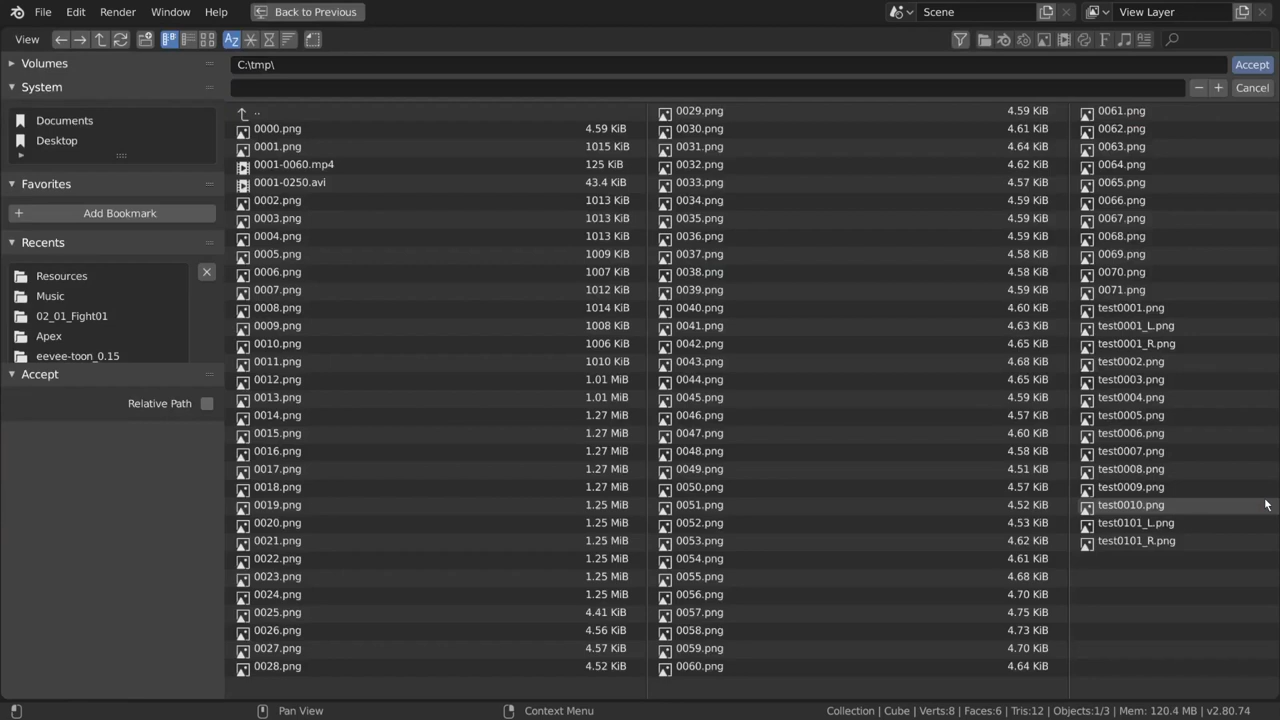 File Edit Render Window Help Back to Previous Scene View Layer
View
Volumes
System
Documents
Desktop
Favorites
Add Bookmark
Recents
Resources
Music
02_01_Fight01
Apex
eevee-toon_0.15
Accept
Relative Path
C:\tmp\
Accept
Cancel
..
0000.png 4.59 KiB
0001.png 1015 KiB
0001-0060.mp4 125 KiB
0001-0250.avi 43.4 KiB
0002.png 1013 KiB
0003.png 1013 KiB
0004.png 1013 KiB
0005.png 1009 KiB
0006.png 1007 KiB
0007.png 1012 KiB
0008.png 1014 KiB
0009.png 1008 KiB
0010.png 1006 KiB
0011.png 1010 KiB
0012.png 1.01 MiB
0013.png 1.01 MiB
0014.png 1.27 MiB
0015.png 1.27 MiB
0016.png 1.27 MiB
0017.png 1.27 MiB
0018.png 1.27 MiB
0019.png 1.25 MiB
0020.png 1.25 MiB
0021.png 1.25 MiB
0022.png 1.25 MiB
0023.png 1.25 MiB
0024.png 1.25 MiB
0025.png 4.41 KiB
0026.png 4.56 KiB
0027.png 4.57 KiB
0028.png 4.52 KiB
0029.png 4.59 KiB
0030.png 4.61 KiB
0031.png 4.64 KiB
0032.png 4.62 KiB
0033.png 4.57 KiB
0034.png 4.59 KiB
0035.png 4.59 KiB
0036.png 4.59 KiB
0037.png 4.58 KiB
0038.png 4.58 KiB
0039.png 4.59 KiB
0040.png 4.60 KiB
0041.png 4.63 KiB
0042.png 4.65 KiB
0043.png 4.68 KiB
0044.png 4.65 KiB
0045.png 4.59 KiB
0046.png 4.57 KiB
0047.png 4.60 KiB
0048.png 4.58 KiB
0049.png 4.51 KiB
0050.png 4.57 KiB
0051.png 4.52 KiB
0052.png 4.53 KiB
0053.png 4.62 KiB
0054.png 4.61 KiB
0055.png 4.68 KiB
0056.png 4.70 KiB
0057.png 4.75 KiB
0058.png 4.73 KiB
0059.png 4.70 KiB
0060.png 4.64 KiB
0061.png
0062.png
0063.png
0064.png
0065.png
0066.png
0067.png
0068.png
0069.png
0070.png
0071.png
test0001.png
test0001_L.png
test0001_R.png
test0002.png
test0003.png
test0004.png
test0005.png
test0006.png
test0007.png
test0008.png
test0009.png
test0010.png
test0101_L.png
test0101_R.png
Pan View Context Menu Collection | Cube | Verts:8 | Faces:6 | Tris:12 | Objects:1/3 | Mem: 120.4 MB | v2.80.74